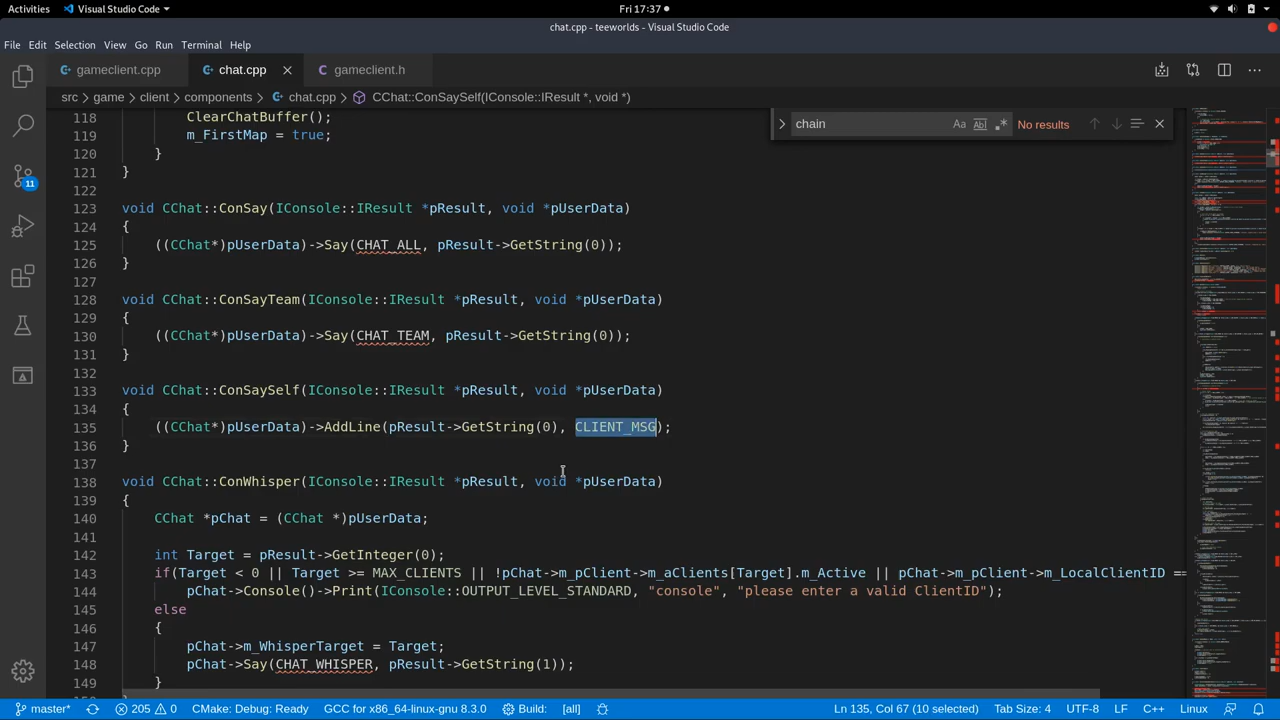 Activities
Visual Studio Code
Fri 17:37
chat.cpp - teeworlds - Visual Studio Code
File Edit Selection View Go Run Terminal Help
gameclient.cpp
chat.cpp
gameclient.h
src › game › client › components › chat.cpp › CChat::ConSaySelf(IConsole::IResult *, void *)
chain
Aa
Ab
No results
118 ClearChatBuffer();
119 m_FirstMap = true;
120 }
121 }
122
123 void CChat::ConSay(IConsole::IResult *pResult, void *pUserData)
124 {
125 ((CChat*)pUserData)->Say(CHAT_ALL, pResult->GetString(0));
126 }
127
128 void CChat::ConSayTeam(IConsole::IResult *pResult, void *pUserData)
129 {
130 ((CChat*)pUserData)->Say(CHAT_TEAM, pResult->GetString(0));
131 }
132
133 void CChat::ConSaySelf(IConsole::IResult *pResult, void *pUserData)
134 {
135 ((CChat*)pUserData)->AddLine(pResult->GetString(0), CLIENT_MSG);
136 }
137
138 void CChat::ConWhisper(IConsole::IResult *pResult, void *pUserData)
139 {
140 CChat *pChat = (CChat *)pUserData;
141
142 int Target = pResult->GetInteger(0);
143 if(Target < 0 || Target >= MAX_CLIENTS || !pChat->m_pClient->m_aClients[Target].m_Active || pChat->m_pClient->m_LocalClientID ==
144 pChat->Console()->Print(IConsole::OUTPUT_LEVEL_STANDARD, "console", "please enter a valid ClientID");
145 else
146 {
147 pChat->m_WhisperTarget = Target;
148 pChat->Say(CHAT_WHISPER, pResult->GetString(1));
149 }
11
master*
205
0
CMake: [Debug]: Ready
GCC for x86_64-linux-gnu 8.3.0
Build: [all]
Ln 135, Col 67 (10 selected)
Tab Size: 4
UTF-8
LF
C++
Linux